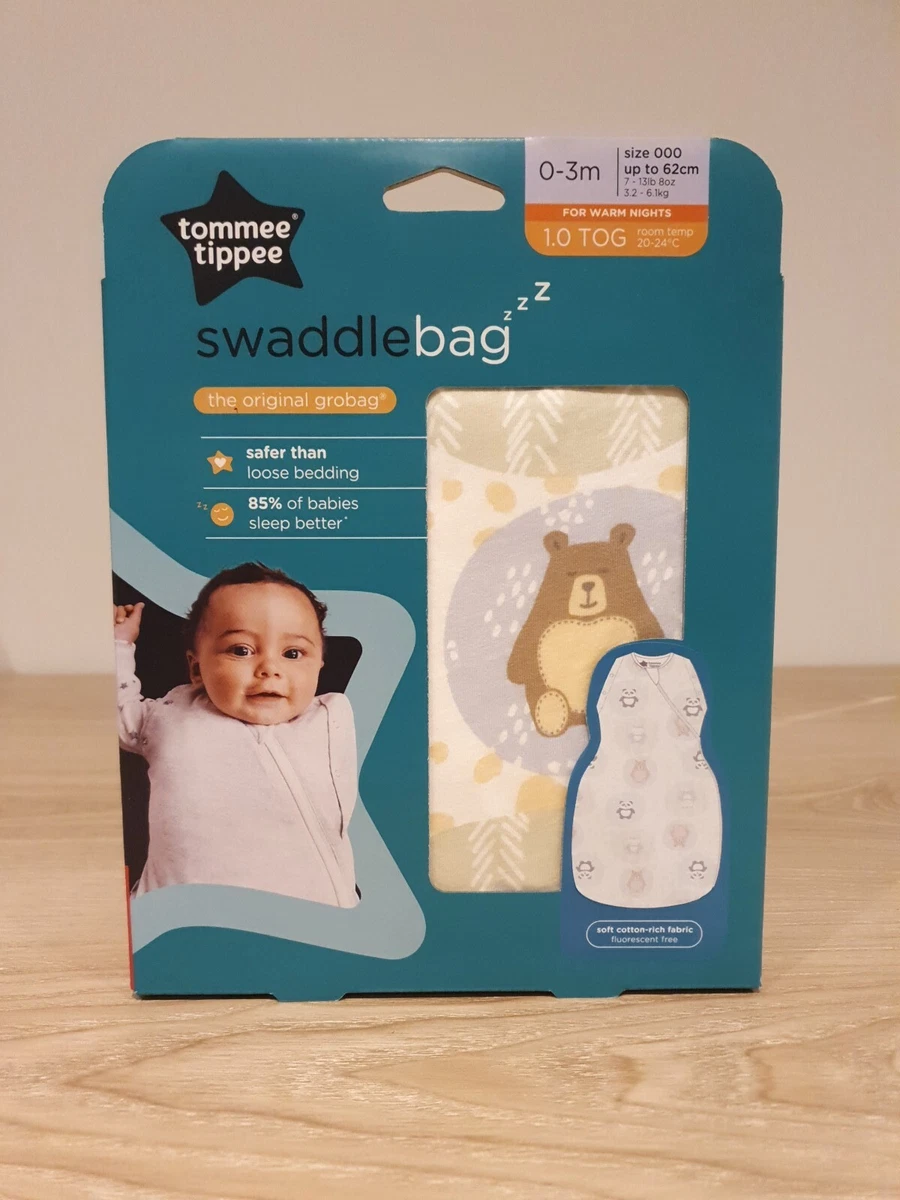 tommee®
tippee
0-3m
size 000
up to 62cm
7 - 13lb 8oz
3.2 - 6.1kg
FOR WARM NIGHTS
1.0 TOG
room temp
20-24°C
swaddlebag
z z z
the original grobag®
safer than
loose bedding
zz
85% of babies
sleep better*
soft cotton-rich fabric
fluorescent free